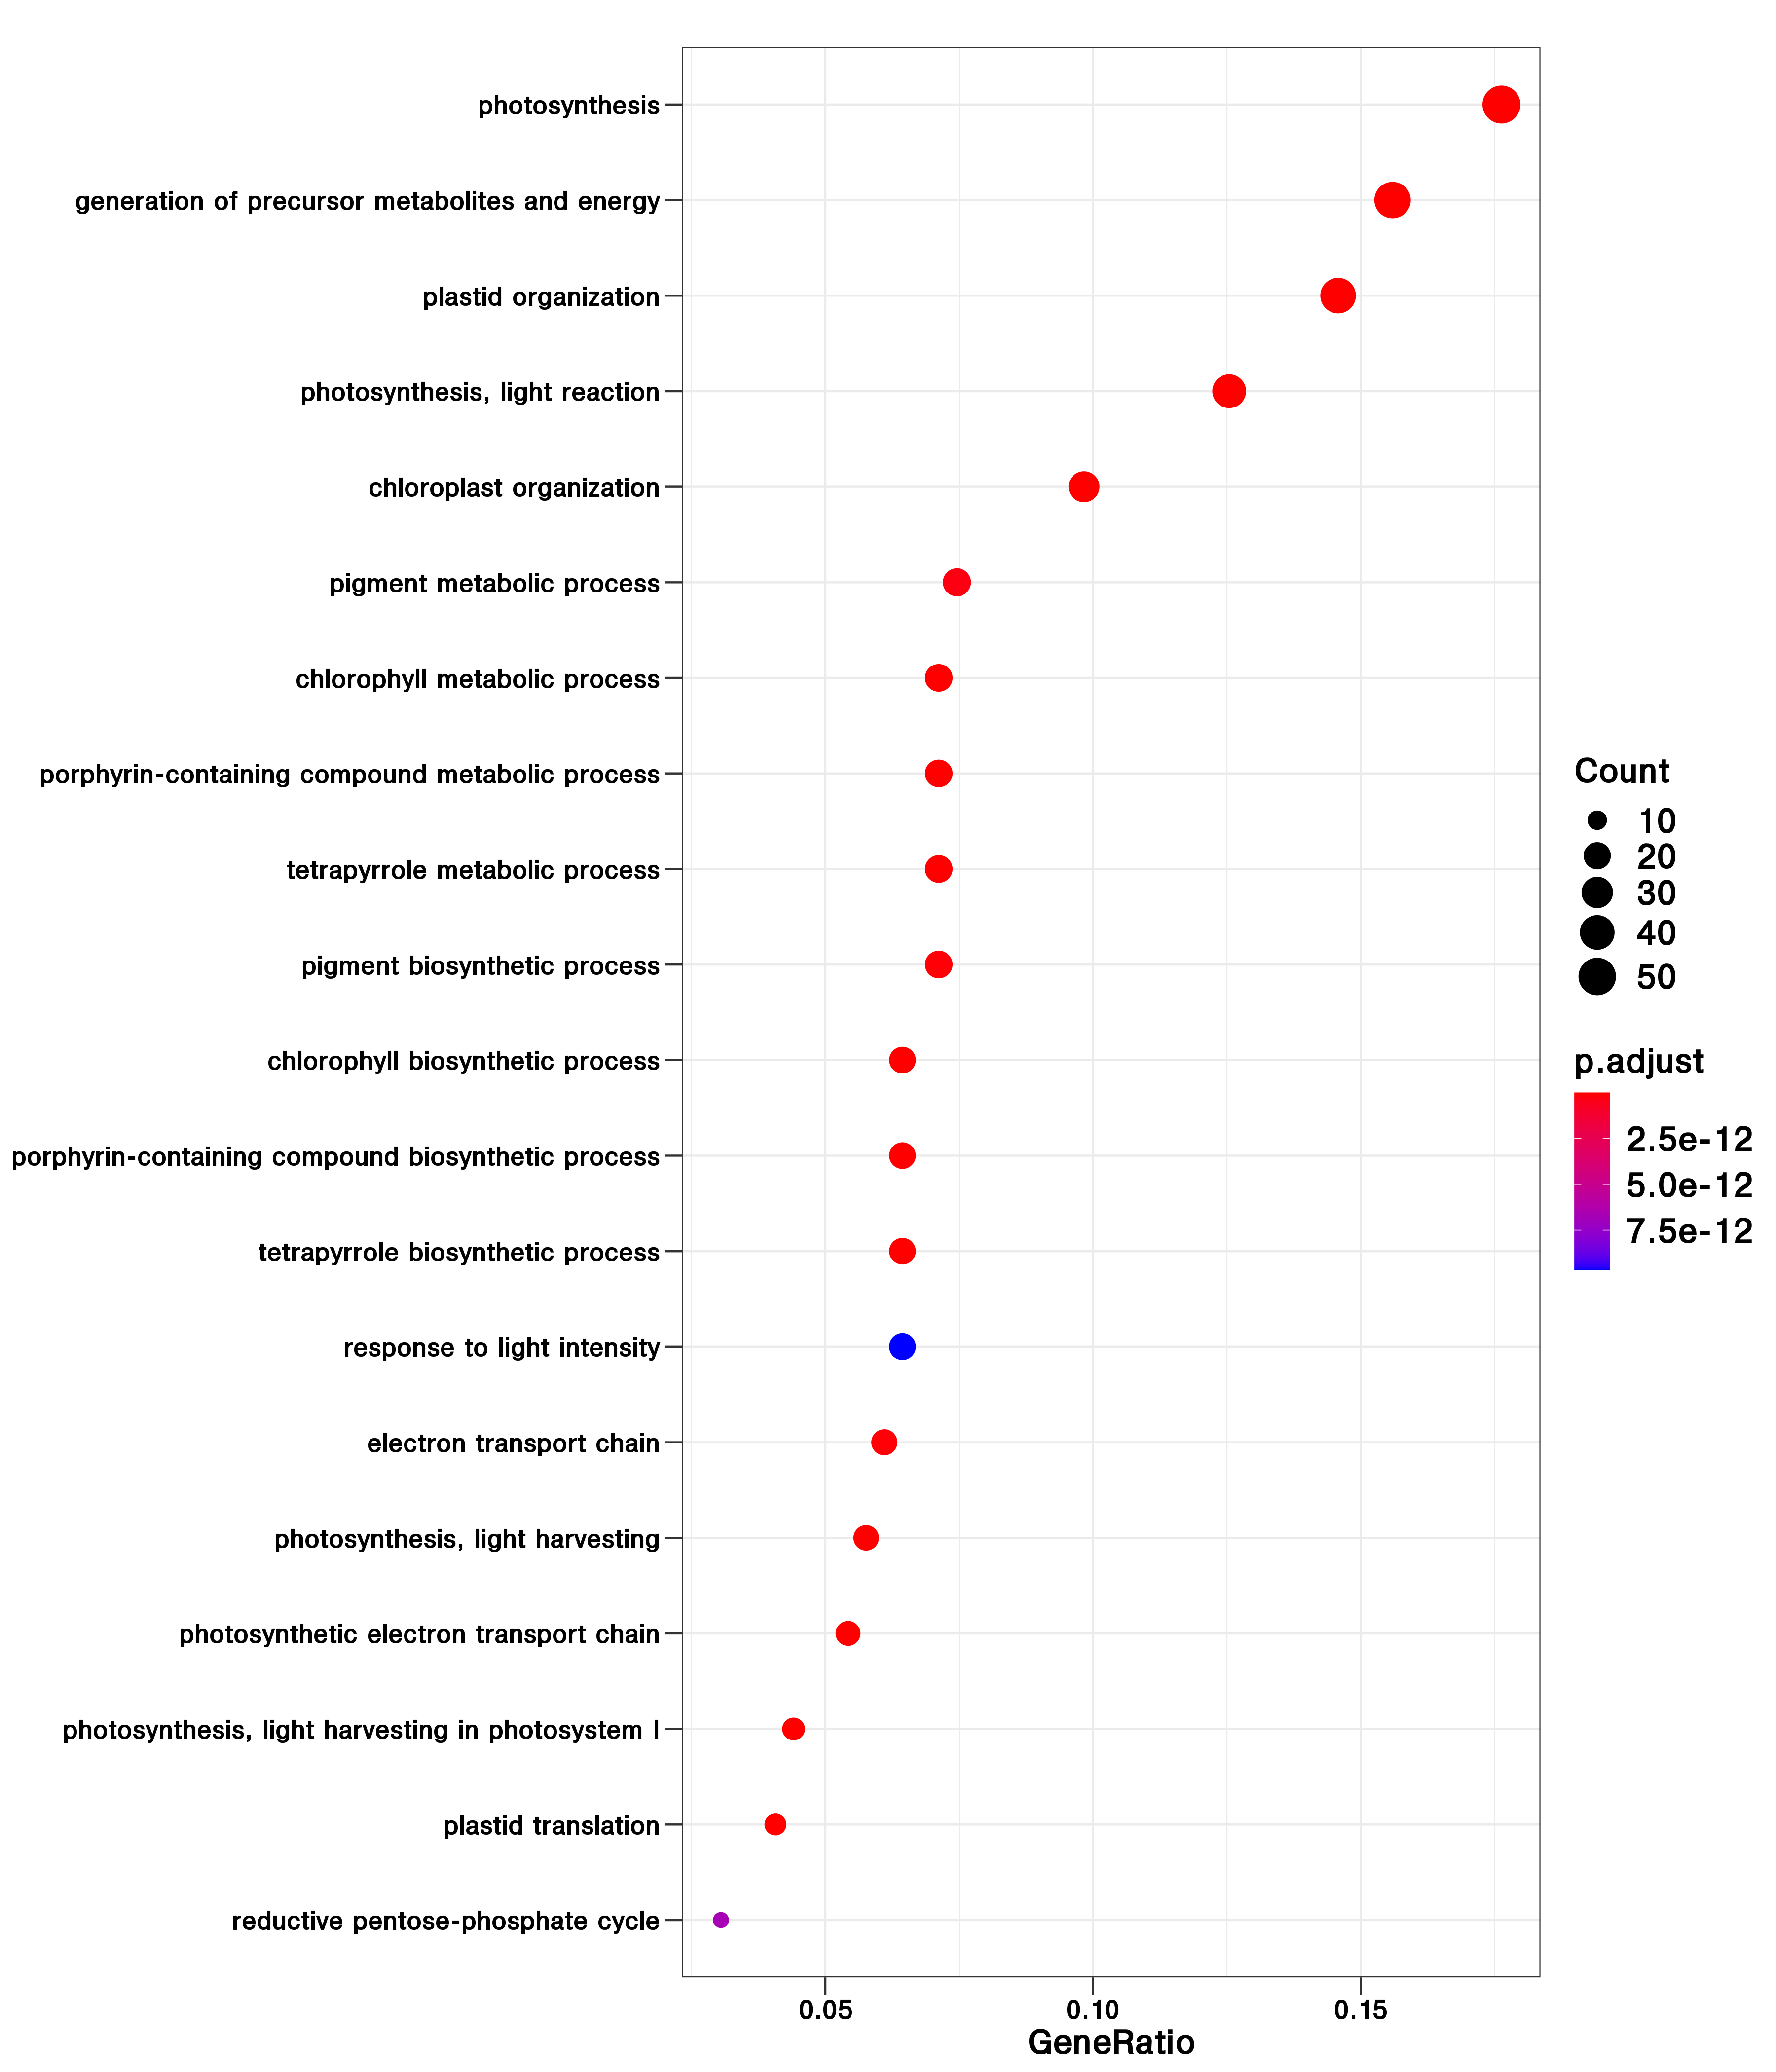 photosynthesis
generation of precursor metabolites and energy
plastid organization
photosynthesis, light reaction
chloroplast organization
pigment metabolic process
chlorophyll metabolic process
porphyrin-containing compound metabolic process
tetrapyrrole metabolic process
pigment biosynthetic process
chlorophyll biosynthetic process
porphyrin-containing compound biosynthetic process
tetrapyrrole biosynthetic process
response to light intensity
electron transport chain
photosynthesis, light harvesting
photosynthetic electron transport chain
photosynthesis, light harvesting in photosystem I
plastid translation
reductive pentose-phosphate cycle
0.05
0.10
0.15
GeneRatio
Count
10
20
30
40
50
p.adjust
2.5e-12
5.0e-12
7.5e-12